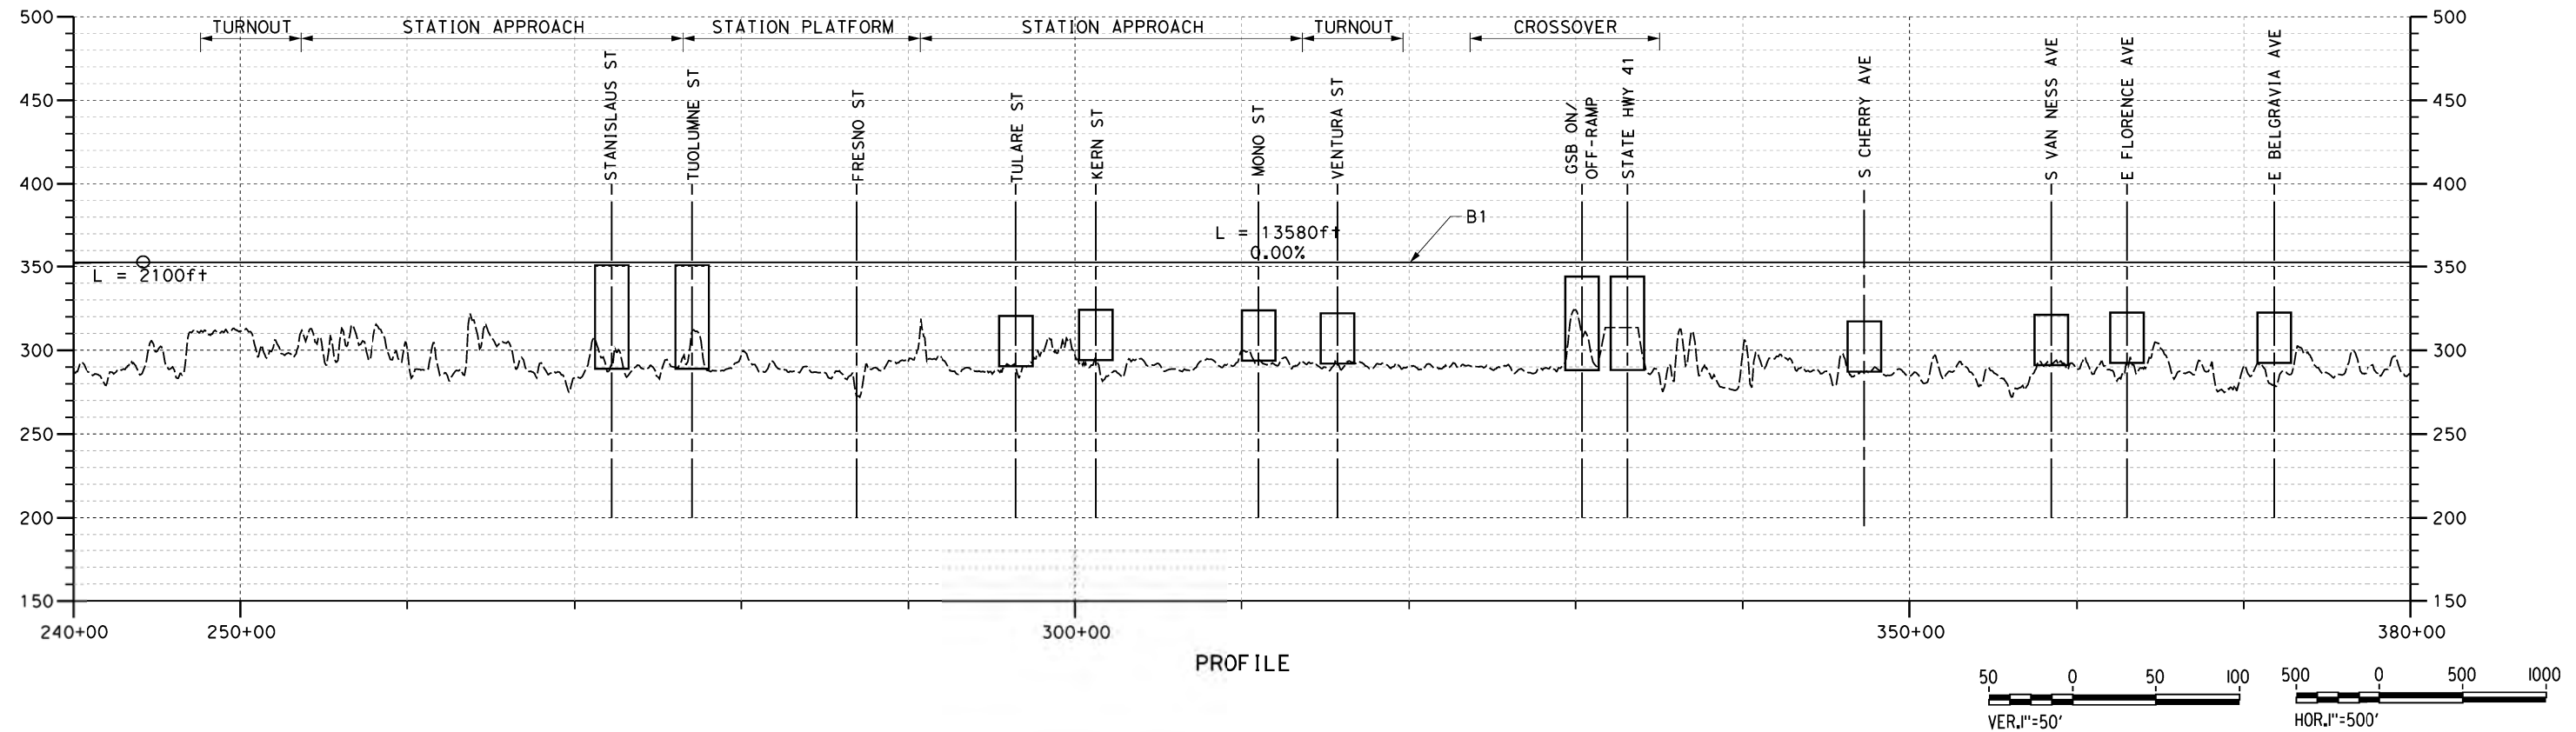 500 500
TURNOUT STATION APPROACH STATION PLATFORM STATION APPROACH TURNOUT CROSSOVER
STANISLAUS ST
TUOLUMNE ST
FRESNO ST
TULARE ST
KERN ST
MONO ST
VENTURA ST
GSB ON/
OFF-RAMP
STATE HWY 41
S CHERRY AVE
S VAN NESS AVE
E FLORENCE AVE
E BELGRAVIA AVE
450 450
400 400
B1
L = 13580ft
0.00%
350 350
L = 2100ft
300 300
250 250
200 200
150 150
240+00 250+00 300+00 350+00 380+00
PROFILE
50 0 50 100 500 0 500 1000
VER.1"=50' HOR.1"=500'